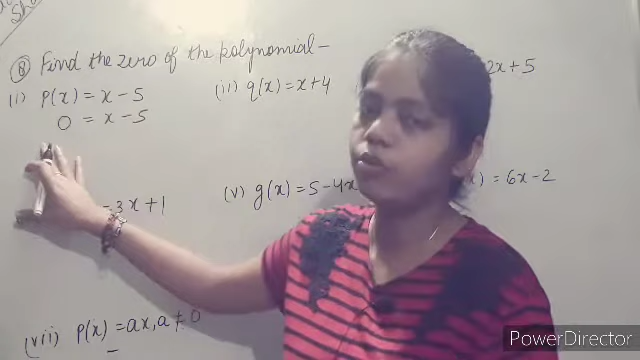 Sh
Q Find the zero of the polynomial –
(i) p(x) = x – 5
0 = x – 5
(ii) q(x) = x + 4
2x + 5
– 3x + 1
(v) g(x) = 5 – 4x
x) = 6x – 2
(vii) p(x) = ax, a ≠ 0
PowerDirector